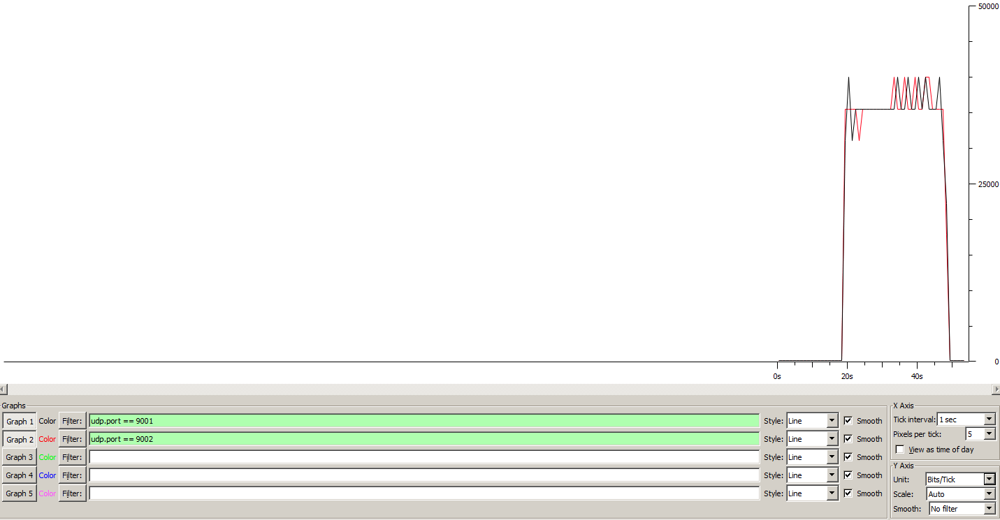 50000
25000
0
0s 20s 40s
Graphs
Graph 1 Color Filter: udp.port == 9001 Style: Line Smooth
Graph 2 Color Filter: udp.port == 9002 Style: Line Smooth
Graph 3 Color Filter: Style: Line Smooth
Graph 4 Color Filter: Style: Line Smooth
Graph 5 Color Filter: Style: Line Smooth
X Axis
Tick interval: 1 sec
Pixels per tick: 5
View as time of day
Y Axis
Unit: Bits/Tick
Scale: Auto
Smooth: No filter